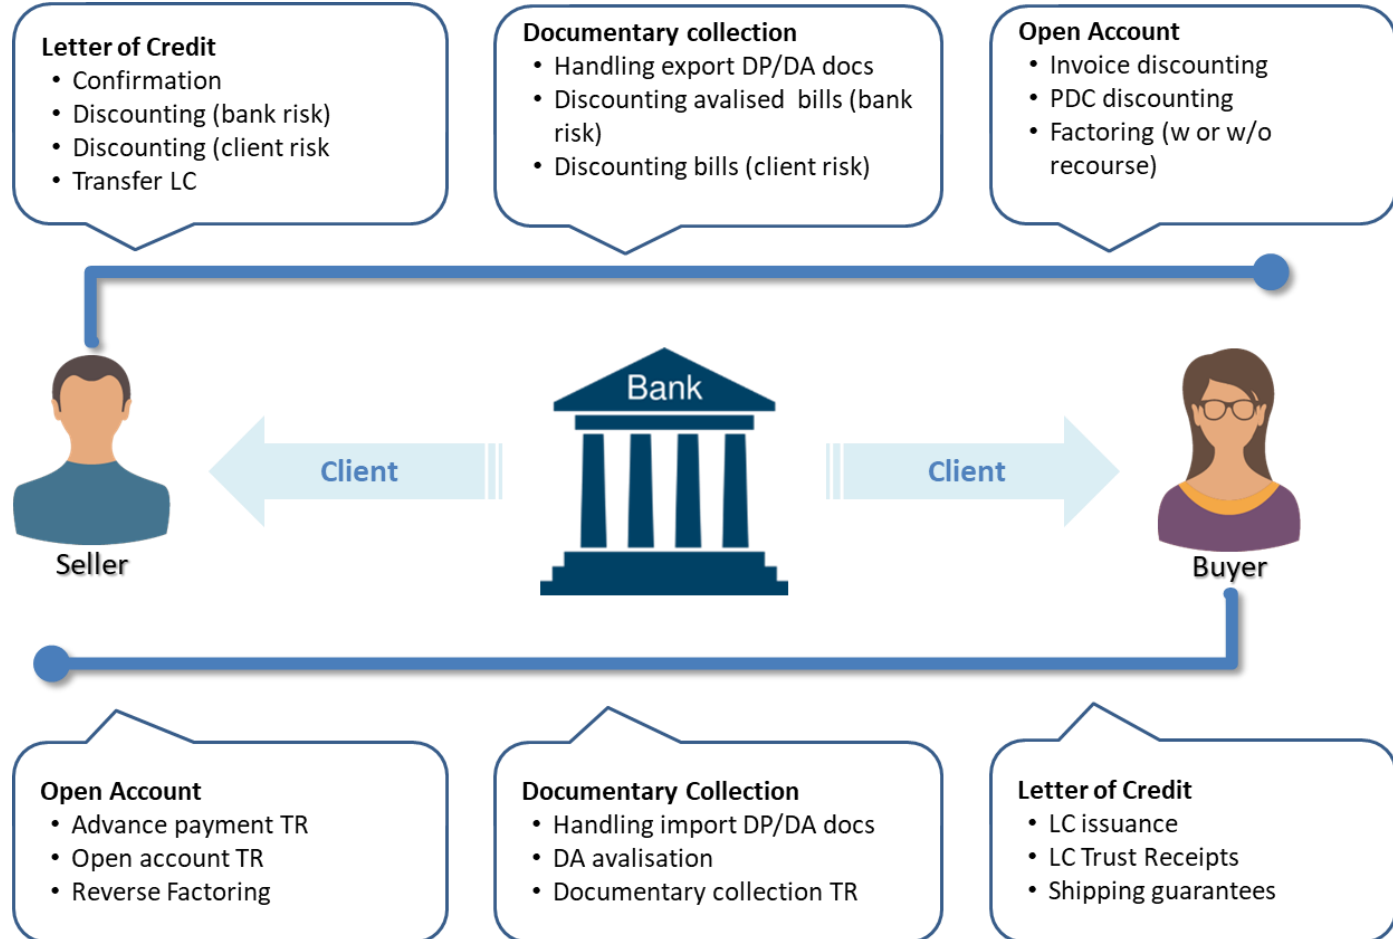 Letter of Credit
• Confirmation
• Discounting (bank risk)
• Discounting (client risk
• Transfer LC
Documentary collection
• Handling export DP/DA docs
• Discounting avalised bills (bank
risk)
• Discounting bills (client risk)
Open Account
• Invoice discounting
• PDC discounting
• Factoring (w or w/o
recourse)
Bank
Client
Client
Seller
Buyer
Open Account
• Advance payment TR
• Open account TR
• Reverse Factoring
Documentary Collection
• Handling import DP/DA docs
• DA avalisation
• Documentary collection TR
Letter of Credit
• LC issuance
• LC Trust Receipts
• Shipping guarantees